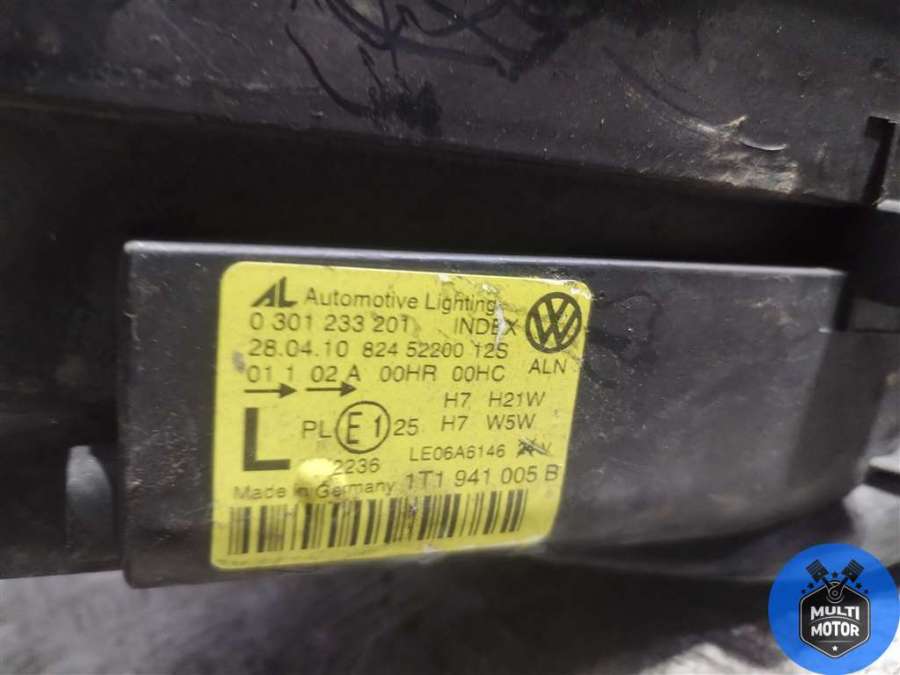 AL Automotive Lighting
0 301 233 201 INDEX
28.04.10 824 52200 12S
ALN
01 1 02 A 00HR 00HC
H7 H21W
L PL E1 25 H7 W5W
2236 LE06A6146 24V
Made in Germany 1T1 941 005 B
MULTI
MOTOR